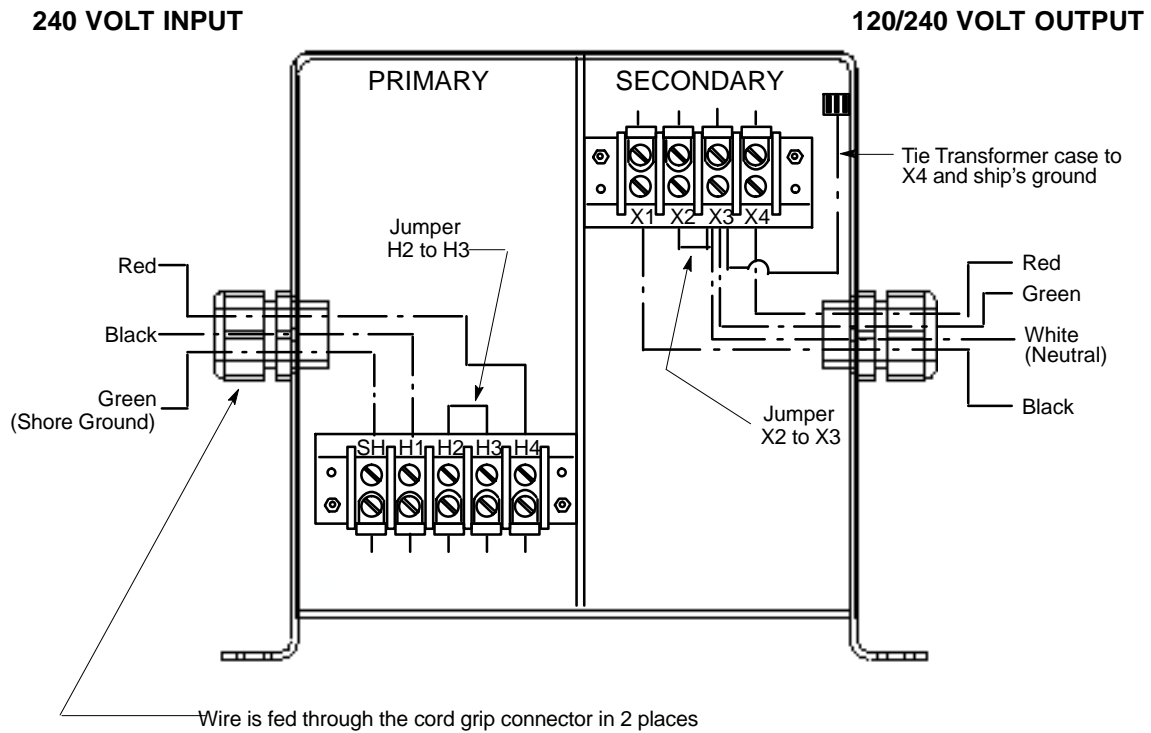 240 VOLT INPUT
120/240 VOLT OUTPUT
PRIMARY
SECONDARY
Tie Transformer case to
X4 and ship's ground
X1 X2 X3 X4
Jumper
H2 to H3
Red
Black
Green
(Shore Ground)
Red
Green
White
(Neutral)
Black
Jumper
X2 to X3
SH H1 H2 H3 H4
Wire is fed through the cord grip connector in 2 places